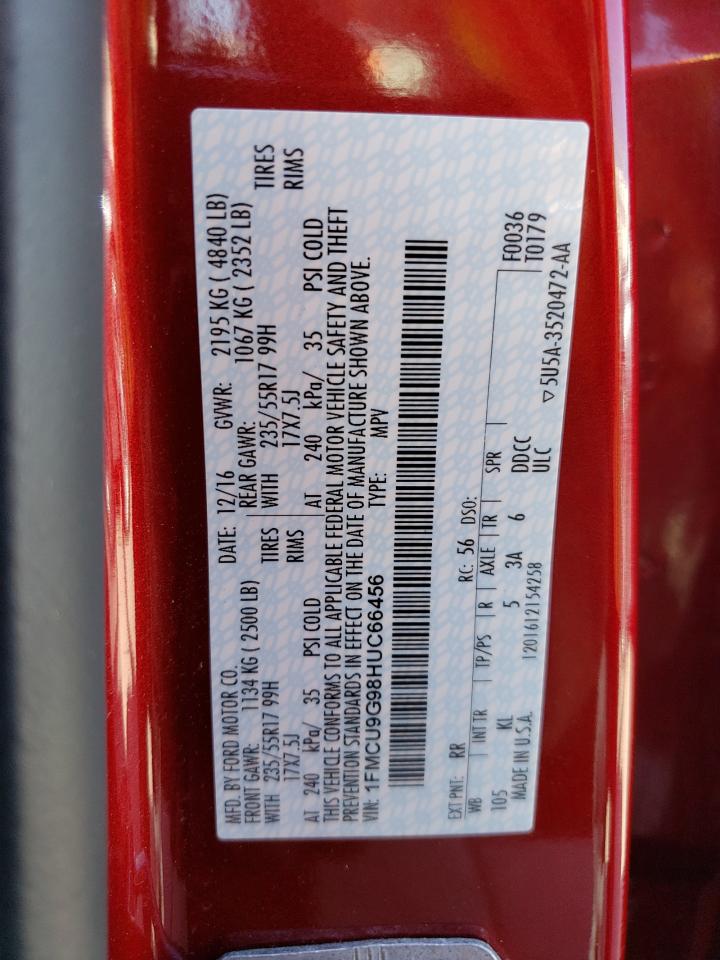 MFD. BY FORD MOTOR CO. DATE: 12/16 GVWR: 2195 KG ( 4840 LB)
FRONT GAWR: 1134 KG ( 2500 LB) REAR GAWR: 1067 KG ( 2352 LB)
WITH 235/55R17 99H TIRES WITH 235/55R17 99H TIRES
17X7.5J RIMS 17X7.5J RIMS
AT 240 kPa/ 35 PSI COLD AT 240 kPa/ 35 PSI COLD
THIS VEHICLE CONFORMS TO ALL APPLICABLE FEDERAL MOTOR VEHICLE SAFETY AND THEFT
PREVENTION STANDARDS IN EFFECT ON THE DATE OF MANUFACTURE SHOWN ABOVE.
VIN: 1FMCU9G98HUC66456 TYPE: MPV
EXT PNT: RR RC: 56 DSO:
WB INT TR TP/PS R AXLE TR SPR F0036
105 KL 5 3A 6 DDCC T0179
MADE IN U.S.A. 1201612154258 ULC
▽5U5A-3520472-AA